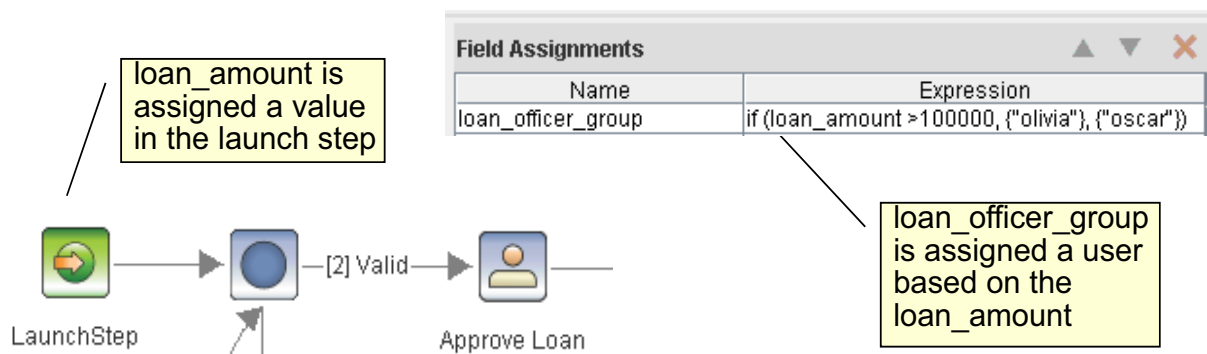 loan_amount is
assigned a value
in the launch step
Field Assignments
Name Expression
loan_officer_group if (loan_amount >100000, {"olivia"}, {"oscar"})
loan_officer_group
is assigned a user
based on the
loan_amount
[2] Valid
LaunchStep
Approve Loan